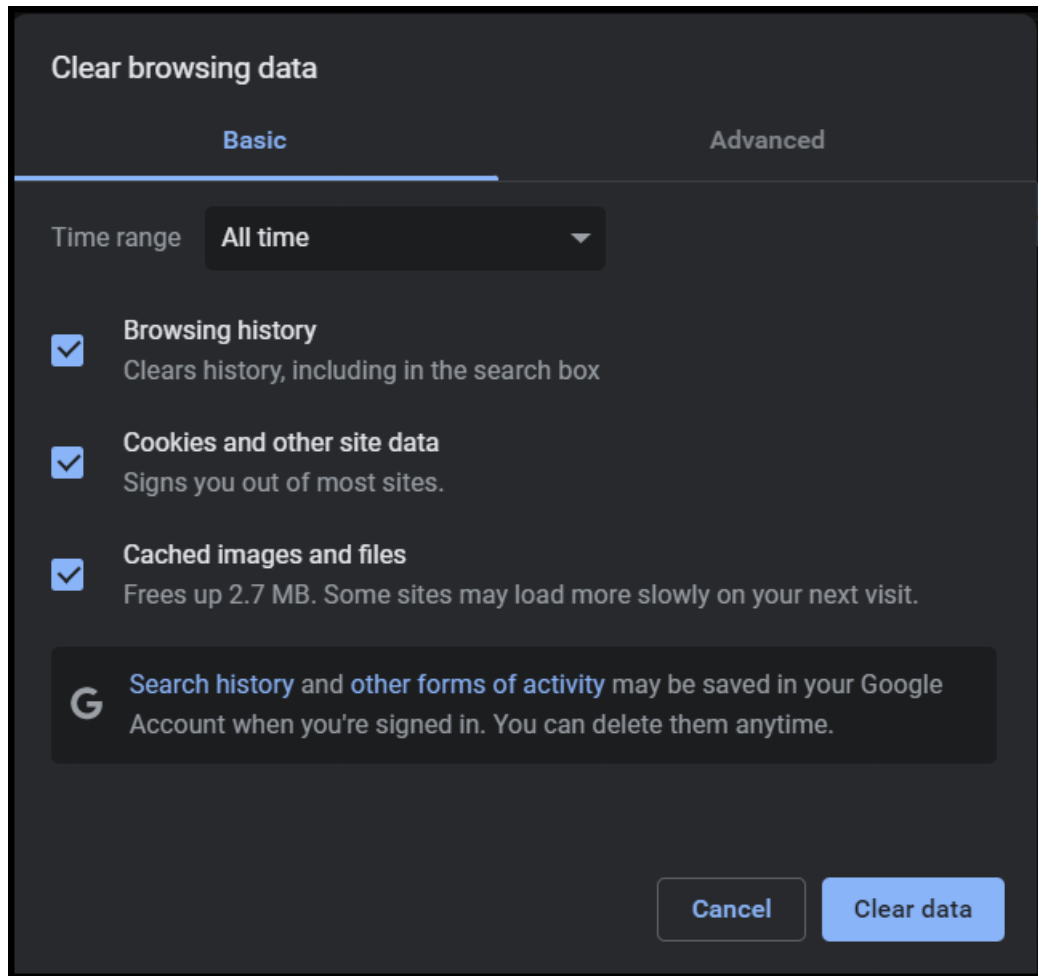 Clear browsing data
Basic
Advanced
Time range
All time
Browsing history
Clears history, including in the search box
Cookies and other site data
Signs you out of most sites.
Cached images and files
Frees up 2.7 MB. Some sites may load more slowly on your next visit.
G
Search history and other forms of activity may be saved in your Google
Account when you're signed in. You can delete them anytime.
Cancel
Clear data